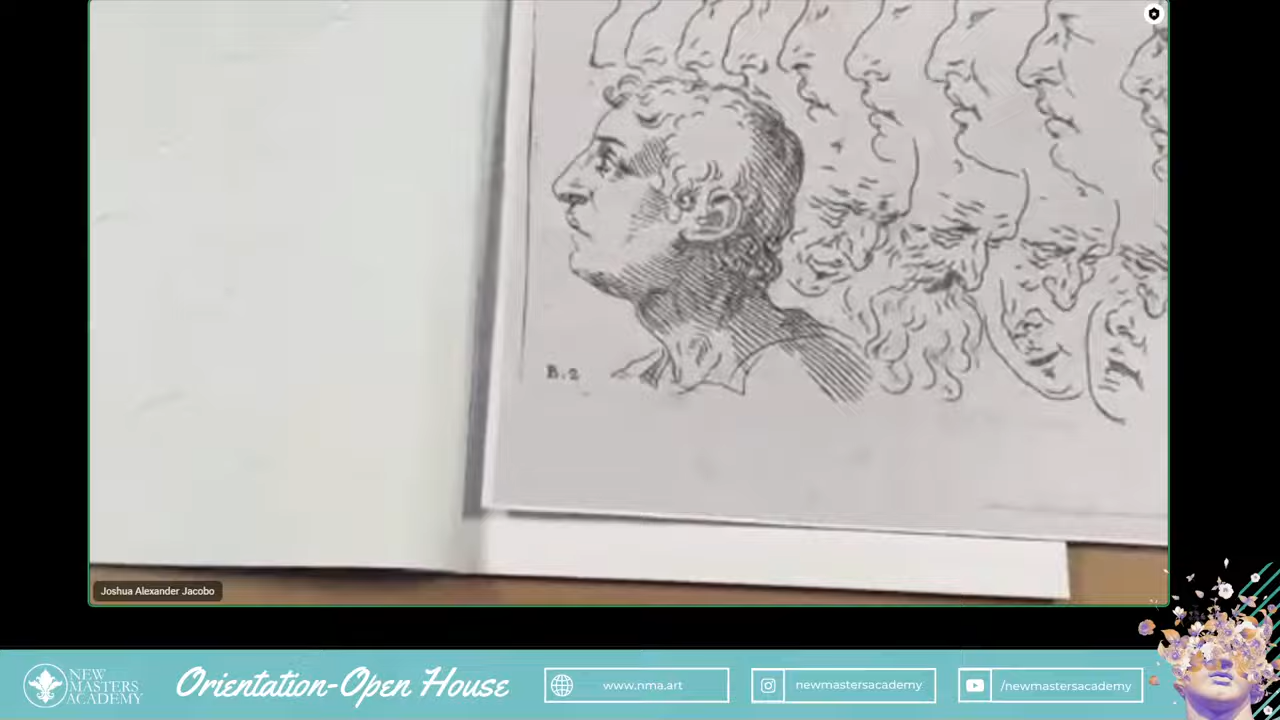 B.2
Joshua Alexander Jacobo
NEW
MASTERS
ACADEMY
Orientation-Open House
www.nma.art
newmastersacademy
/newmastersacademy